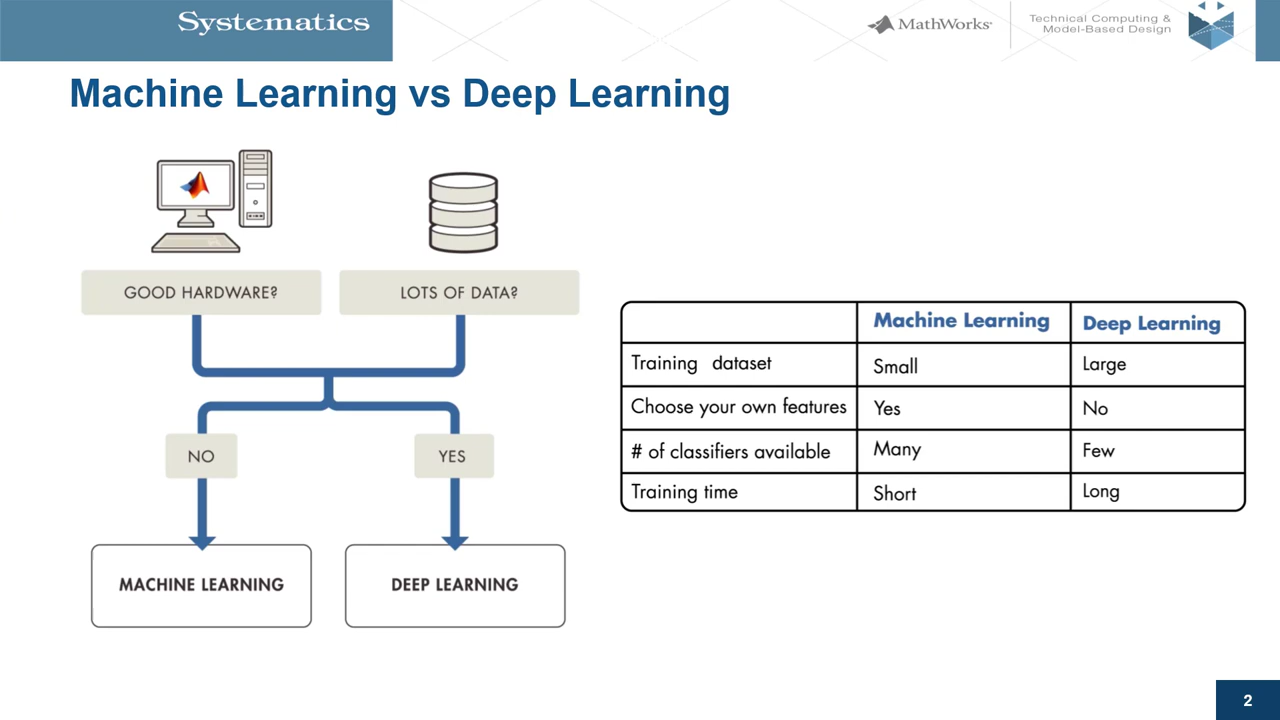 Systematics
MathWorks®
Technical Computing &
Model-Based Design
Machine Learning vs Deep Learning
GOOD HARDWARE?
LOTS OF DATA?
NO
YES
MACHINE LEARNING
DEEP LEARNING
Machine Learning Deep Learning
Training dataset Small Large
Choose your own features Yes No
# of classifiers available Many Few
Training time Short Long
2